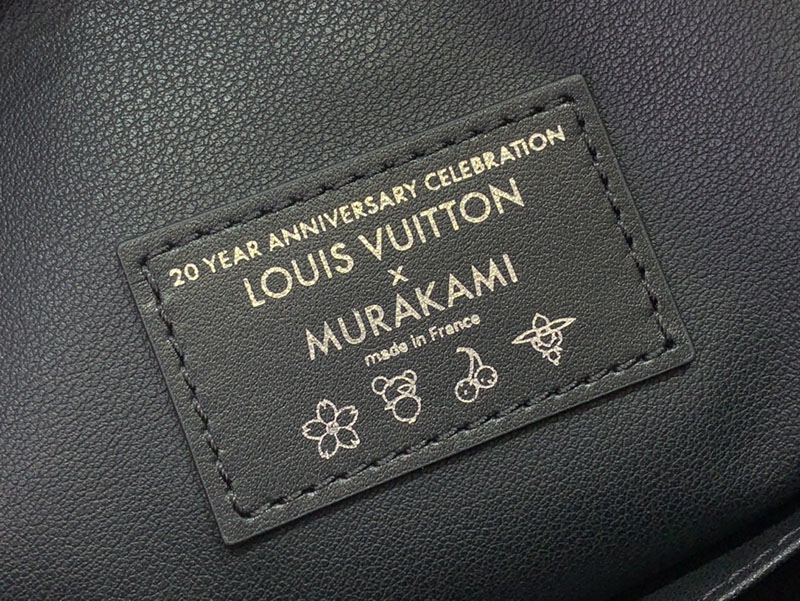 20 YEAR ANNIVERSARY CELEBRATION
LOUIS VUITTON
x
MURAKAMI
made in France